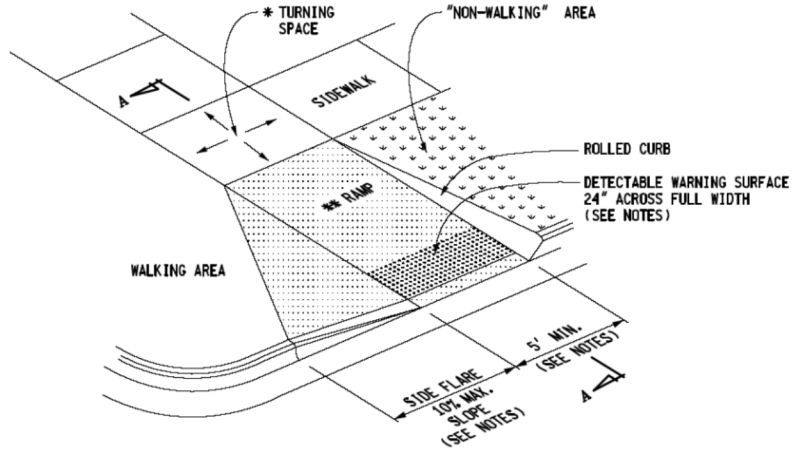 * TURNING
SPACE
"NON-WALKING" AREA
A
SIDEWALK
ROLLED CURB
DETECTABLE WARNING SURFACE
24" ACROSS FULL WIDTH
(SEE NOTES)
** RAMP
WALKING AREA
5' MIN.
(SEE NOTES)
SIDE FLARE
10% MAX.
SLOPE
(SEE NOTES)
A